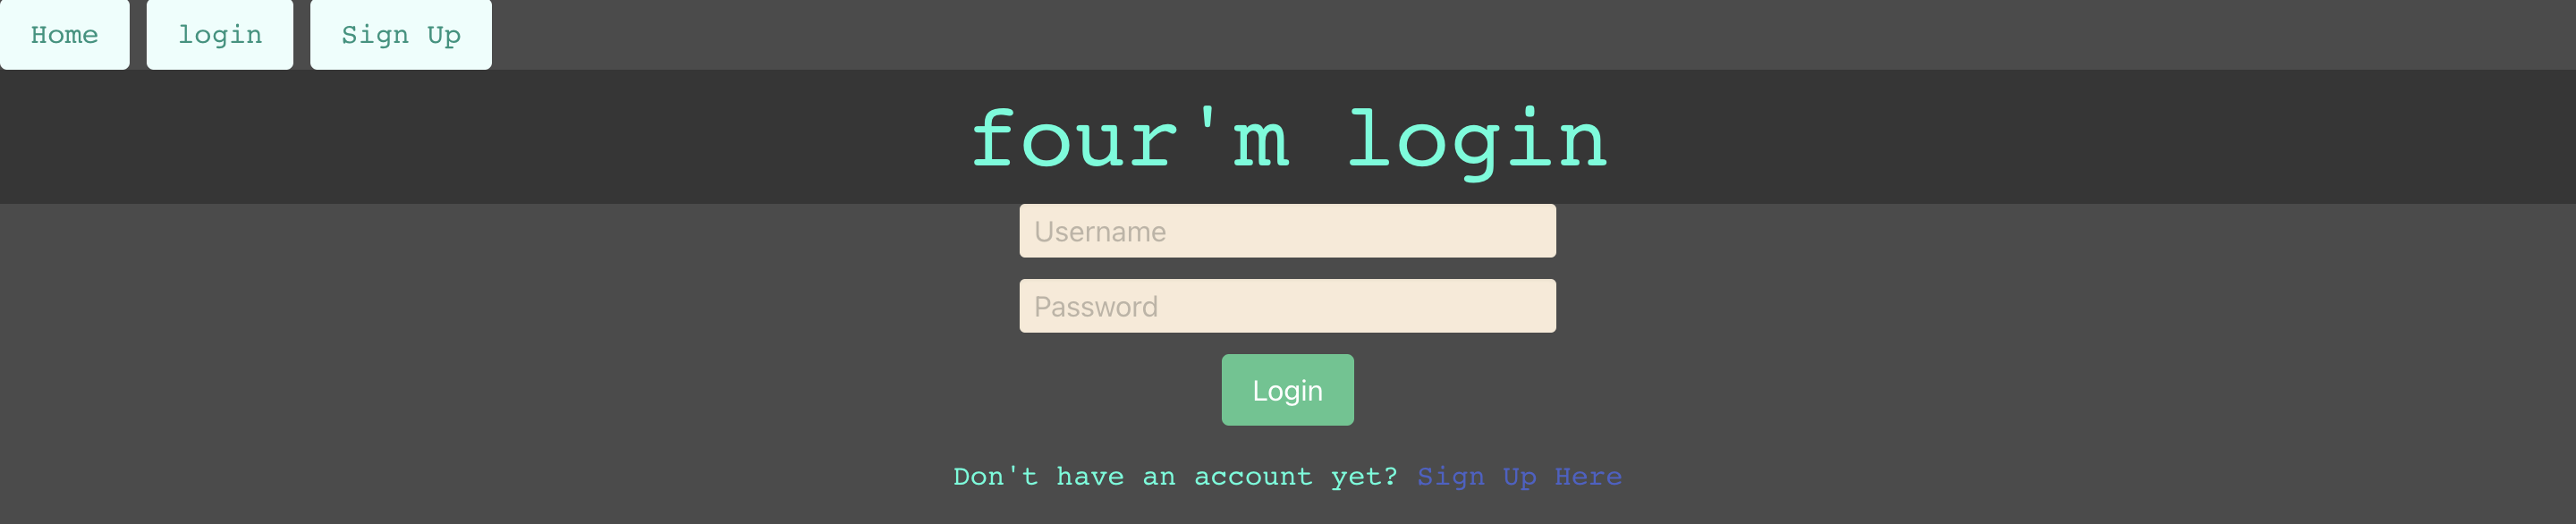 Home login Sign Up
four'm login
Username
Password
Login
Don't have an account yet? Sign Up Here